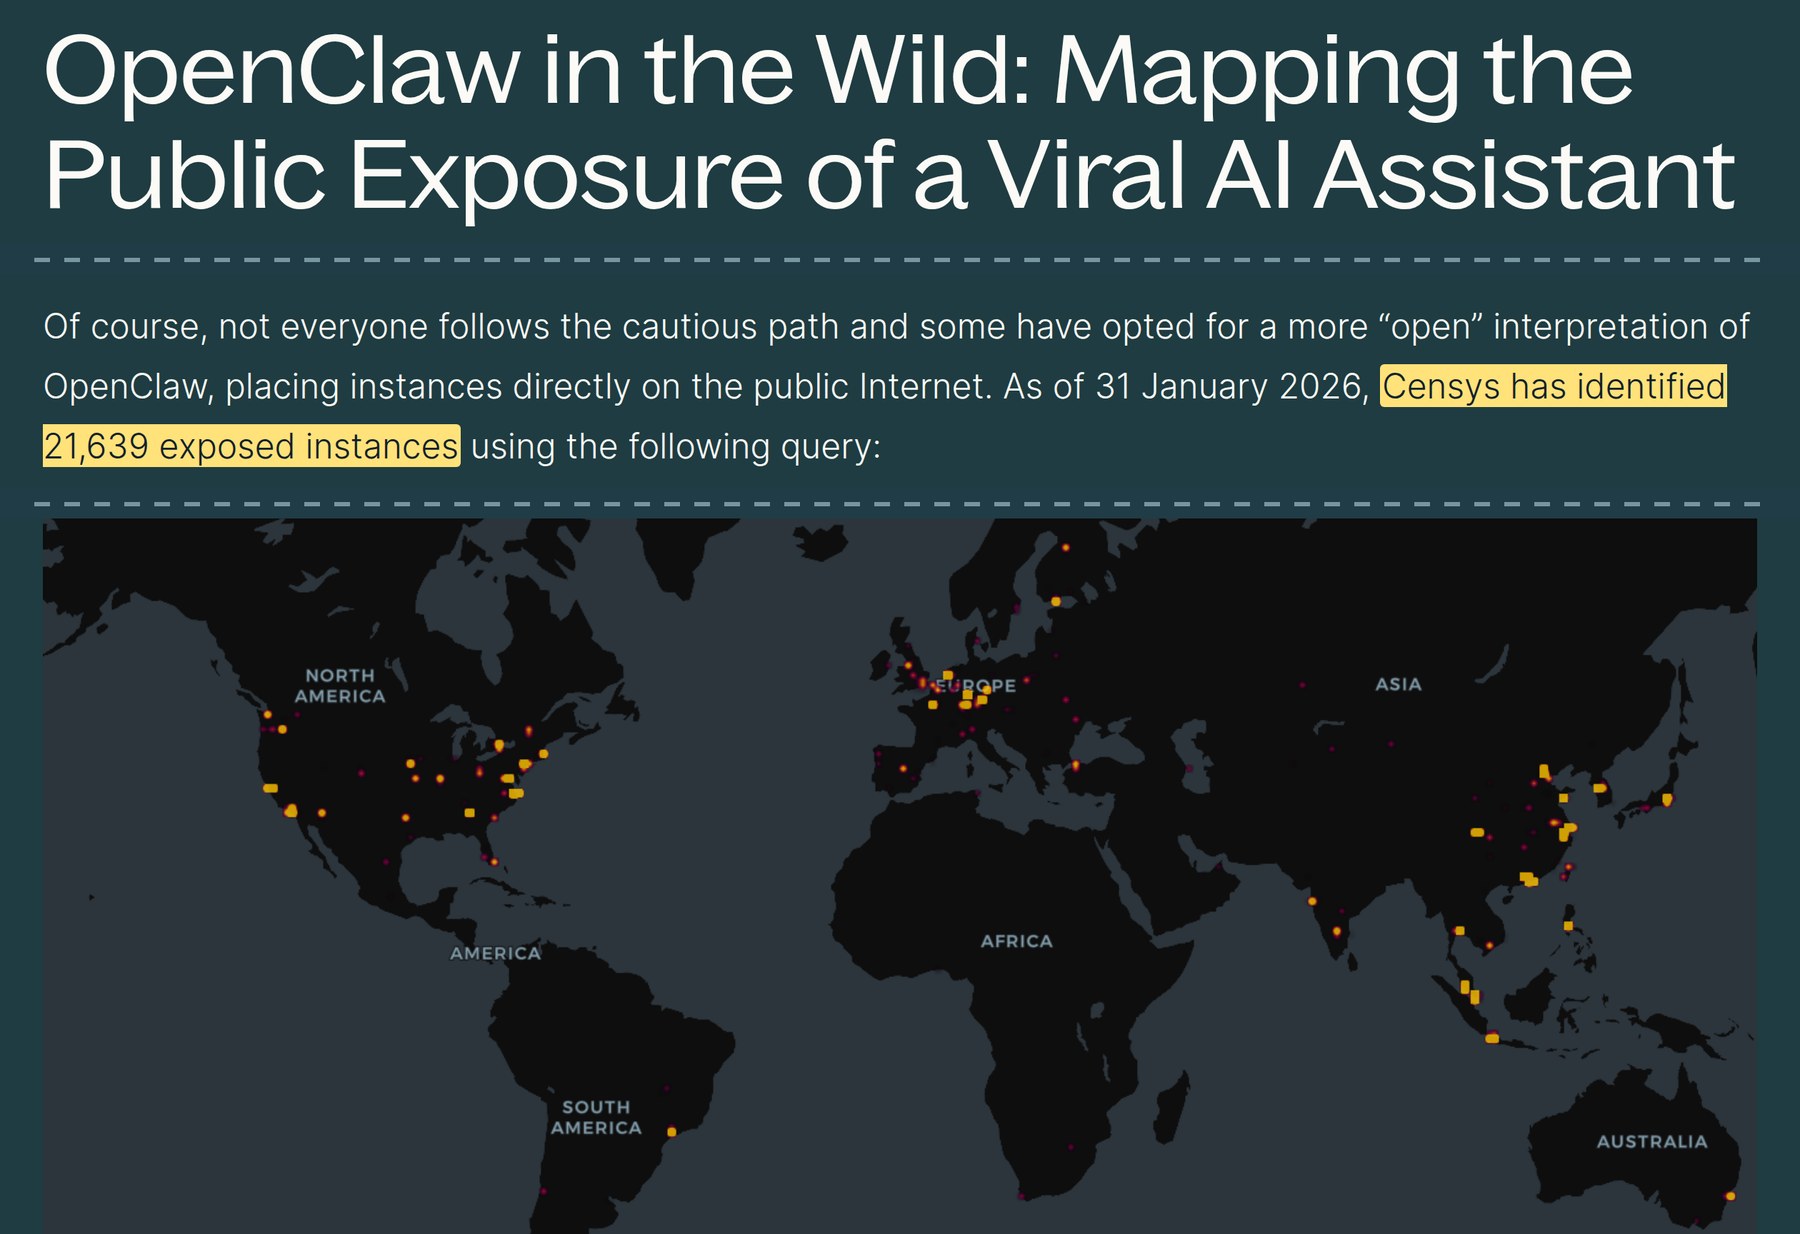 OpenClaw in the Wild: Mapping the
Public Exposure of a Viral AI Assistant
Of course, not everyone follows the cautious path and some have opted for a more “open” interpretation of
OpenClaw, placing instances directly on the public Internet. As of 31 January 2026, Censys has identified
21,639 exposed instances using the following query:
NORTH
AMERICA
EUROPE
ASIA
AMERICA
AFRICA
SOUTH
AMERICA
AUSTRALIA